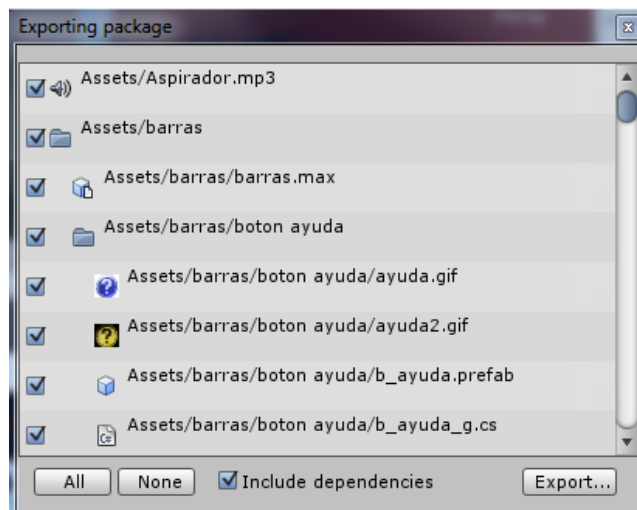 Exporting package
Assets/Aspirador.mp3
Assets/barras
Assets/barras/barras.max
Assets/barras/boton ayuda
Assets/barras/boton ayuda/ayuda.gif
Assets/barras/boton ayuda/ayuda2.gif
Assets/barras/boton ayuda/b_ayuda.prefab
Assets/barras/boton ayuda/b_ayuda_g.cs
All None Include dependencies Export...